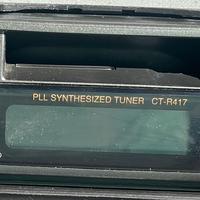 PLL SYNTHESIZED TUNER CT-R417